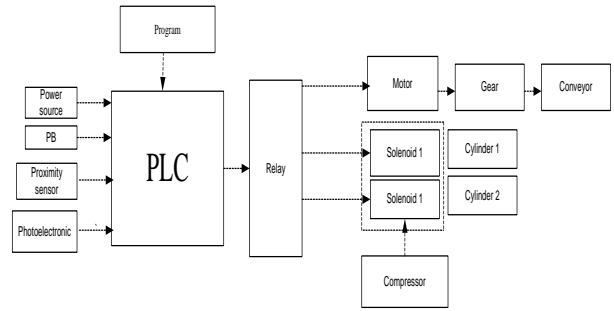 Program
Power
source
PB
Proximity
sensor
Photoelectronic
PLC
Relay
Motor
Gear
Conveyor
Solenoid 1
Cylinder 1
Solenoid 1
Cylinder 2
Compressor